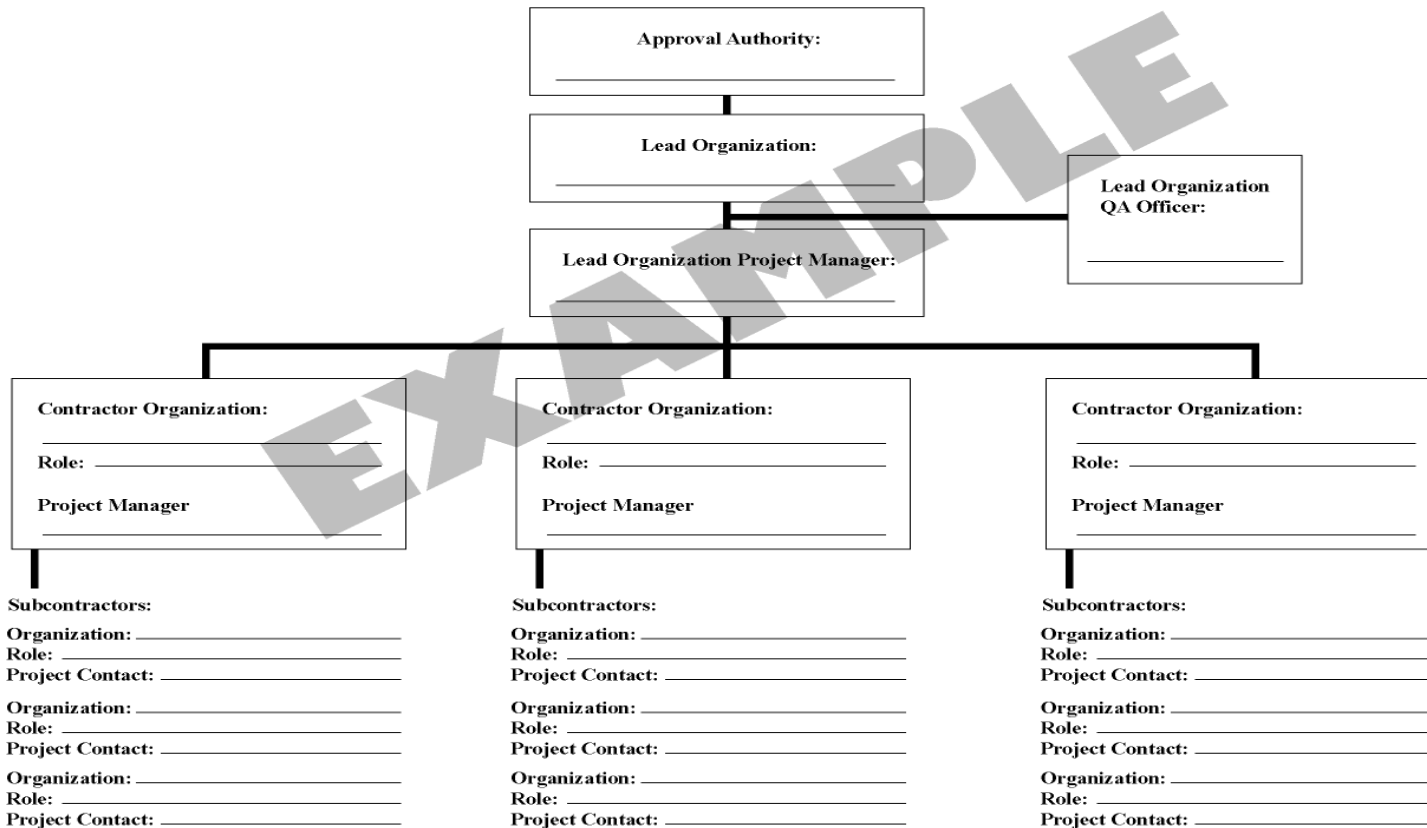 Approval Authority:
Lead Organization:
Lead Organization
QA Officer:
Lead Organization Project Manager:
EXAMPLE
Contractor Organization:
Role:
Project Manager
Contractor Organization:
Role:
Project Manager
Contractor Organization:
Role:
Project Manager
Subcontractors:
Organization:
Role:
Project Contact:
Organization:
Role:
Project Contact:
Organization:
Role:
Project Contact:
Subcontractors:
Organization:
Role:
Project Contact:
Organization:
Role:
Project Contact:
Organization:
Role:
Project Contact:
Subcontractors:
Organization:
Role:
Project Contact:
Organization:
Role:
Project Contact:
Organization:
Role:
Project Contact: